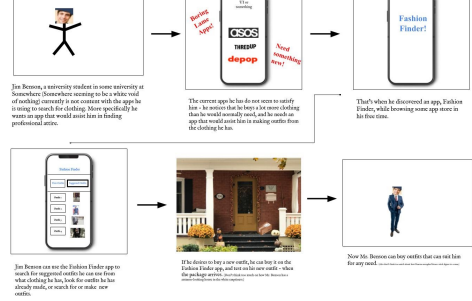 TJ or
something
Boring
Lame
Apps!
asos
THREDUP
depop
Need
something
new!
Fashion
Finder!
Jim Benson, a university student in some university at
Somewhere (Somewhere seeming to be a white void
of nothing) currently is not content with the apps he
is using to search for clothing. More specifically he
wants an app that would assist him in finding
professional attire.
The current apps he has do not seem to satisfy
him - he notices that he buys a lot more clothing
than he would normally need, and he needs an
app that would assist him in making outfits from
the clothing he has.
That's when he discovered an app, Fashion
Finder, while browsing some app store in
his free time.
Fashion Finder
Jim Benson can use the Fashion Finder app to
search for suggested outfits he can use from
what clothing he has, look for outfits he has
already made, or search for or make new
outfits.
If he desires to buy a new outfit, he can buy it on the
Fashion Finder app, and test on his new outfit - when
the package arrives.
Now Mr. Benson can buy outfits that can suit him
for any need.